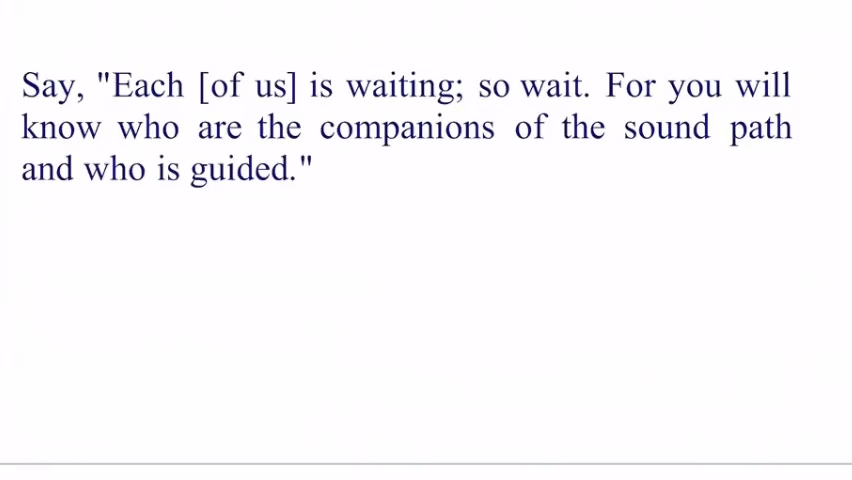 Say, "Each [of us] is waiting; so wait. For you will
know who are the companions of the sound path
and who is guided."